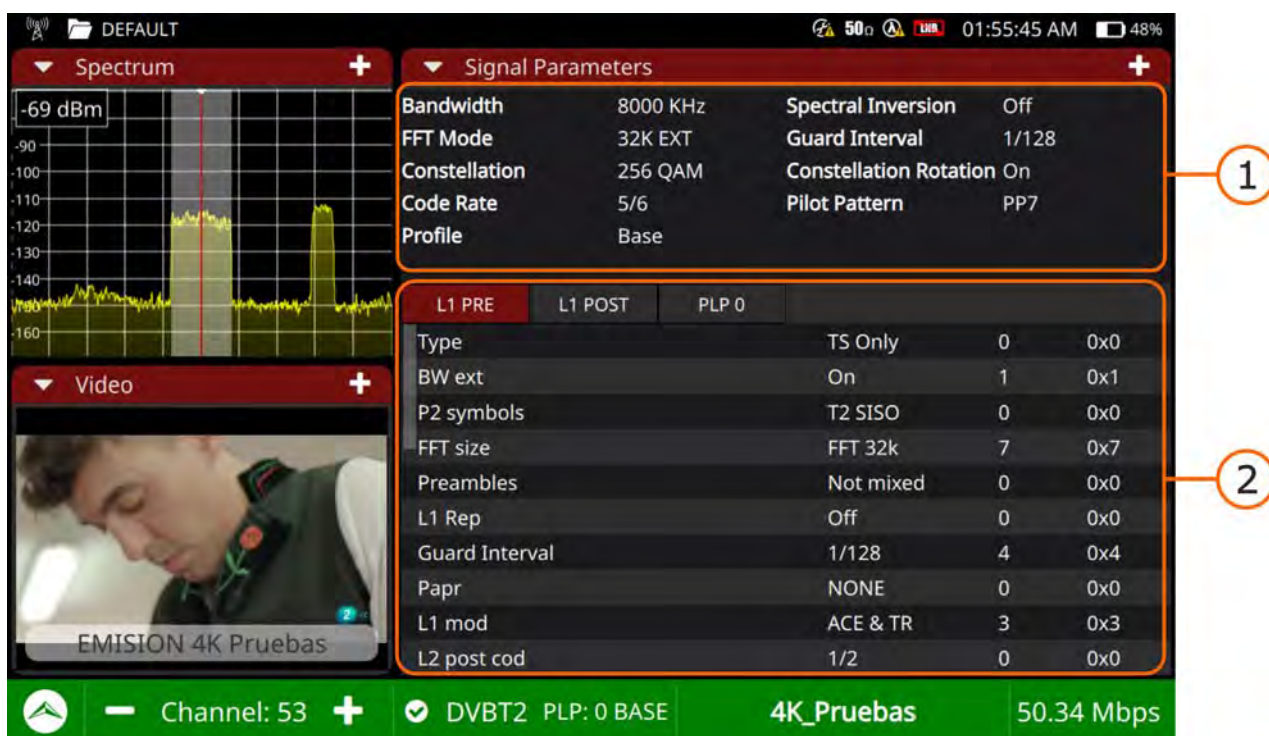 DEFAULT 50Ω LNB 01:55:45 AM 48%
Spectrum +
-69 dBm
-90
-100
-110
-120
-130
-140
-150
-160
Video +
2
EMISION 4K Pruebas
Signal Parameters +
Bandwidth 8000 KHz Spectral Inversion Off
FFT Mode 32K EXT Guard Interval 1/128
Constellation 256 QAM Constellation Rotation On
Code Rate 5/6 Pilot Pattern PP7
Profile Base
1
L1 PRE L1 POST PLP 0
Type TS Only 0 0x0
BW ext On 1 0x1
P2 symbols T2 SISO 0 0x0
FFT size FFT 32k 7 0x7
Preambles Not mixed 0 0x0
L1 Rep Off 0 0x0
Guard Interval 1/128 4 0x4
Papr NONE 0 0x0
L1 mod ACE & TR 3 0x3
L2 post cod 1/2 0 0x0
2
− Channel: 53 + DVBT2 PLP: 0 BASE 4K_Pruebas 50.34 Mbps